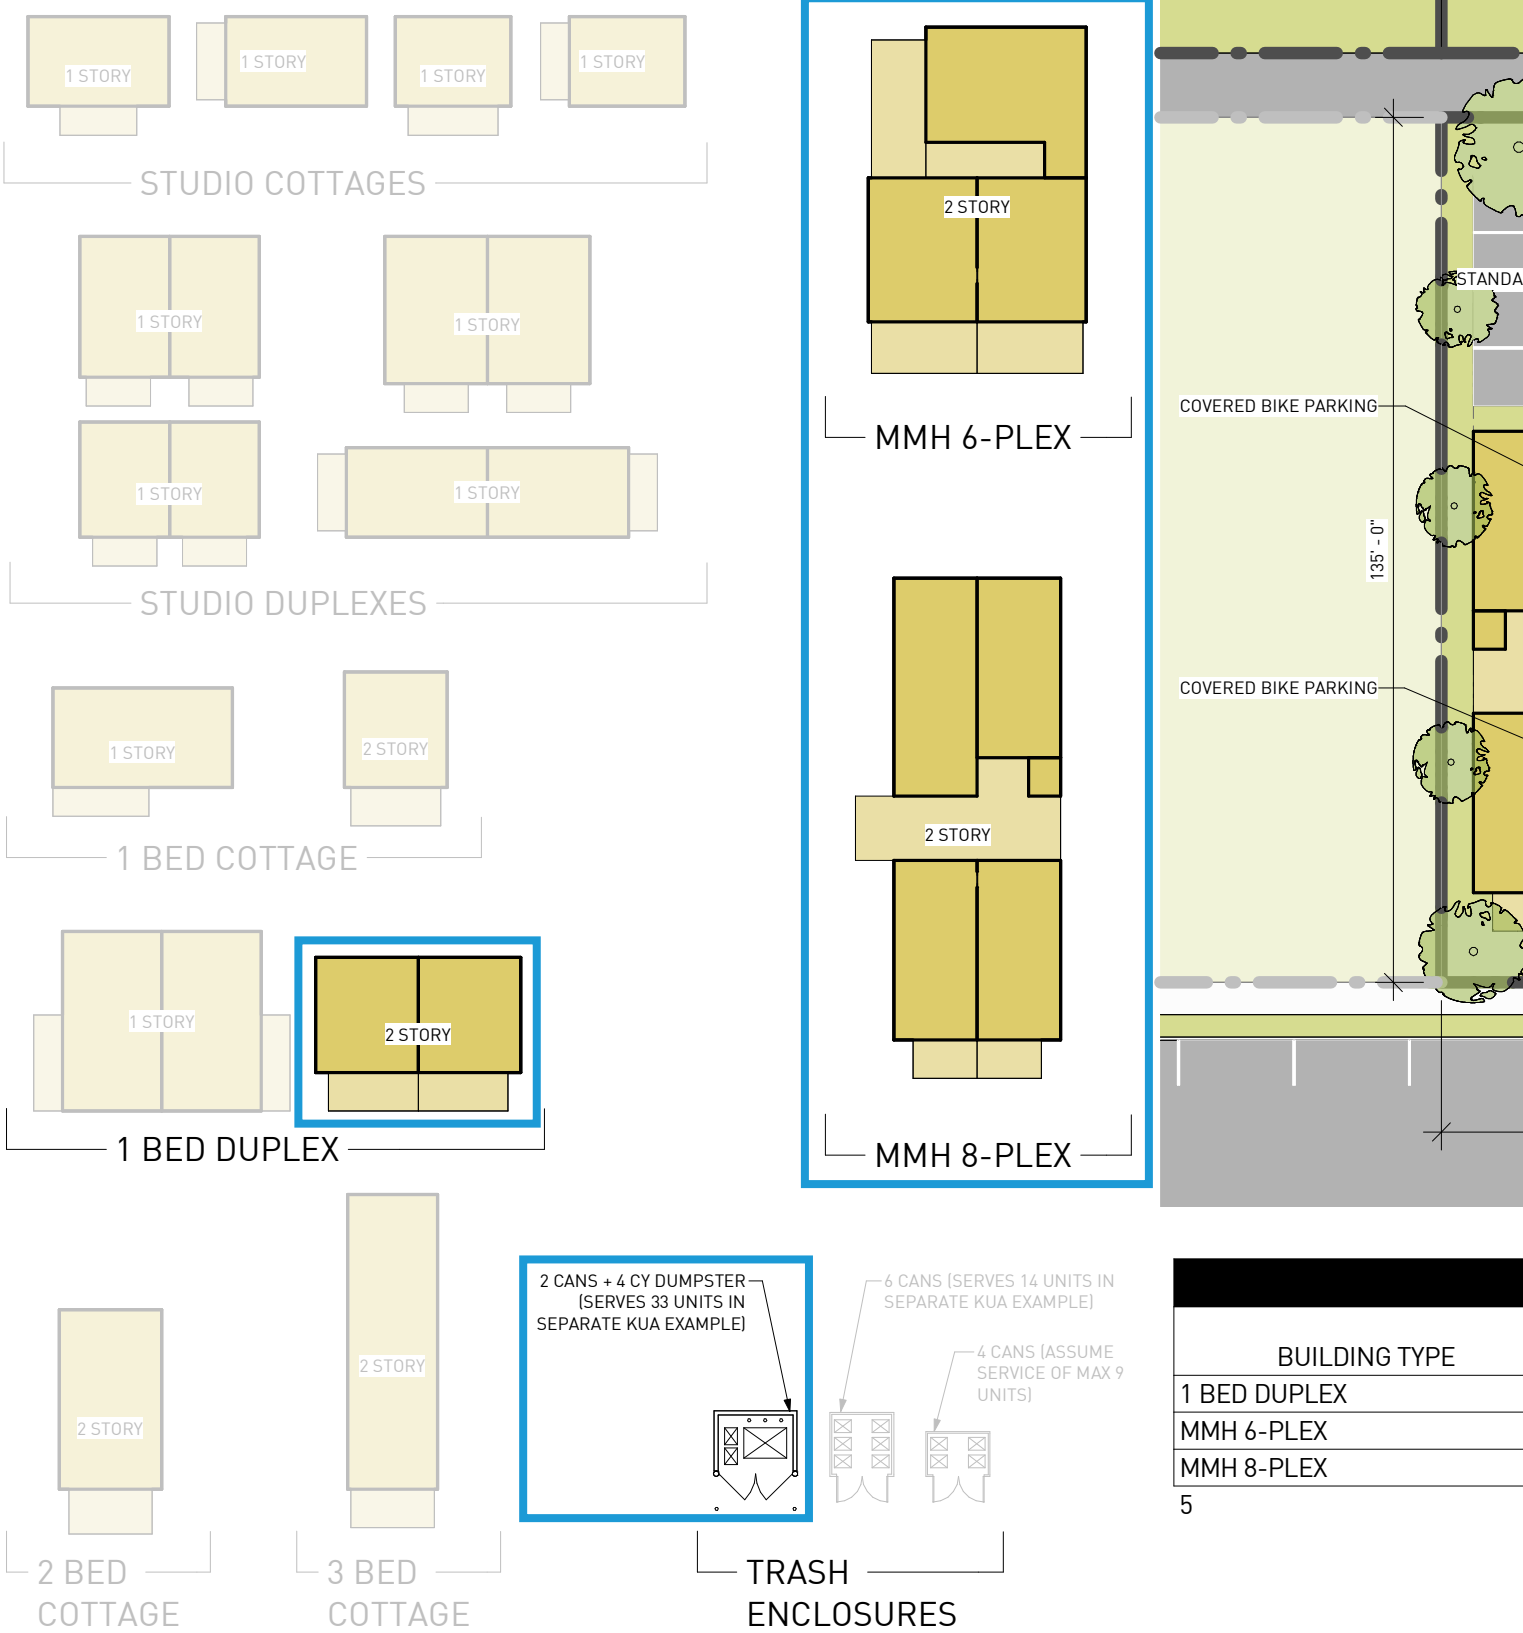 1 STORY
1 STORY
1 STORY
1 STORY
STUDIO COTTAGES
1 STORY
1 STORY
1 STORY
1 STORY
STUDIO DUPLEXES
1 STORY
2 STORY
1 BED COTTAGE
1 STORY
2 STORY
1 BED DUPLEX
2 STORY
2 STORY
2 BED
COTTAGE
3 BED
COTTAGE
2 STORY
MMH 6-PLEX
2 STORY
MMH 8-PLEX
2 CANS + 4 CY DUMPSTER
(SERVES 33 UNITS IN
SEPARATE KUA EXAMPLE)
6 CANS (SERVES 14 UNITS IN
SEPARATE KUA EXAMPLE)
4 CANS (ASSUME
SERVICE OF MAX 9
UNITS)
TRASH
ENCLOSURES
STANDA
COVERED BIKE PARKING
135' - 0"
COVERED BIKE PARKING
BUILDING TYPE
1 BED DUPLEX
MMH 6-PLEX
MMH 8-PLEX
5